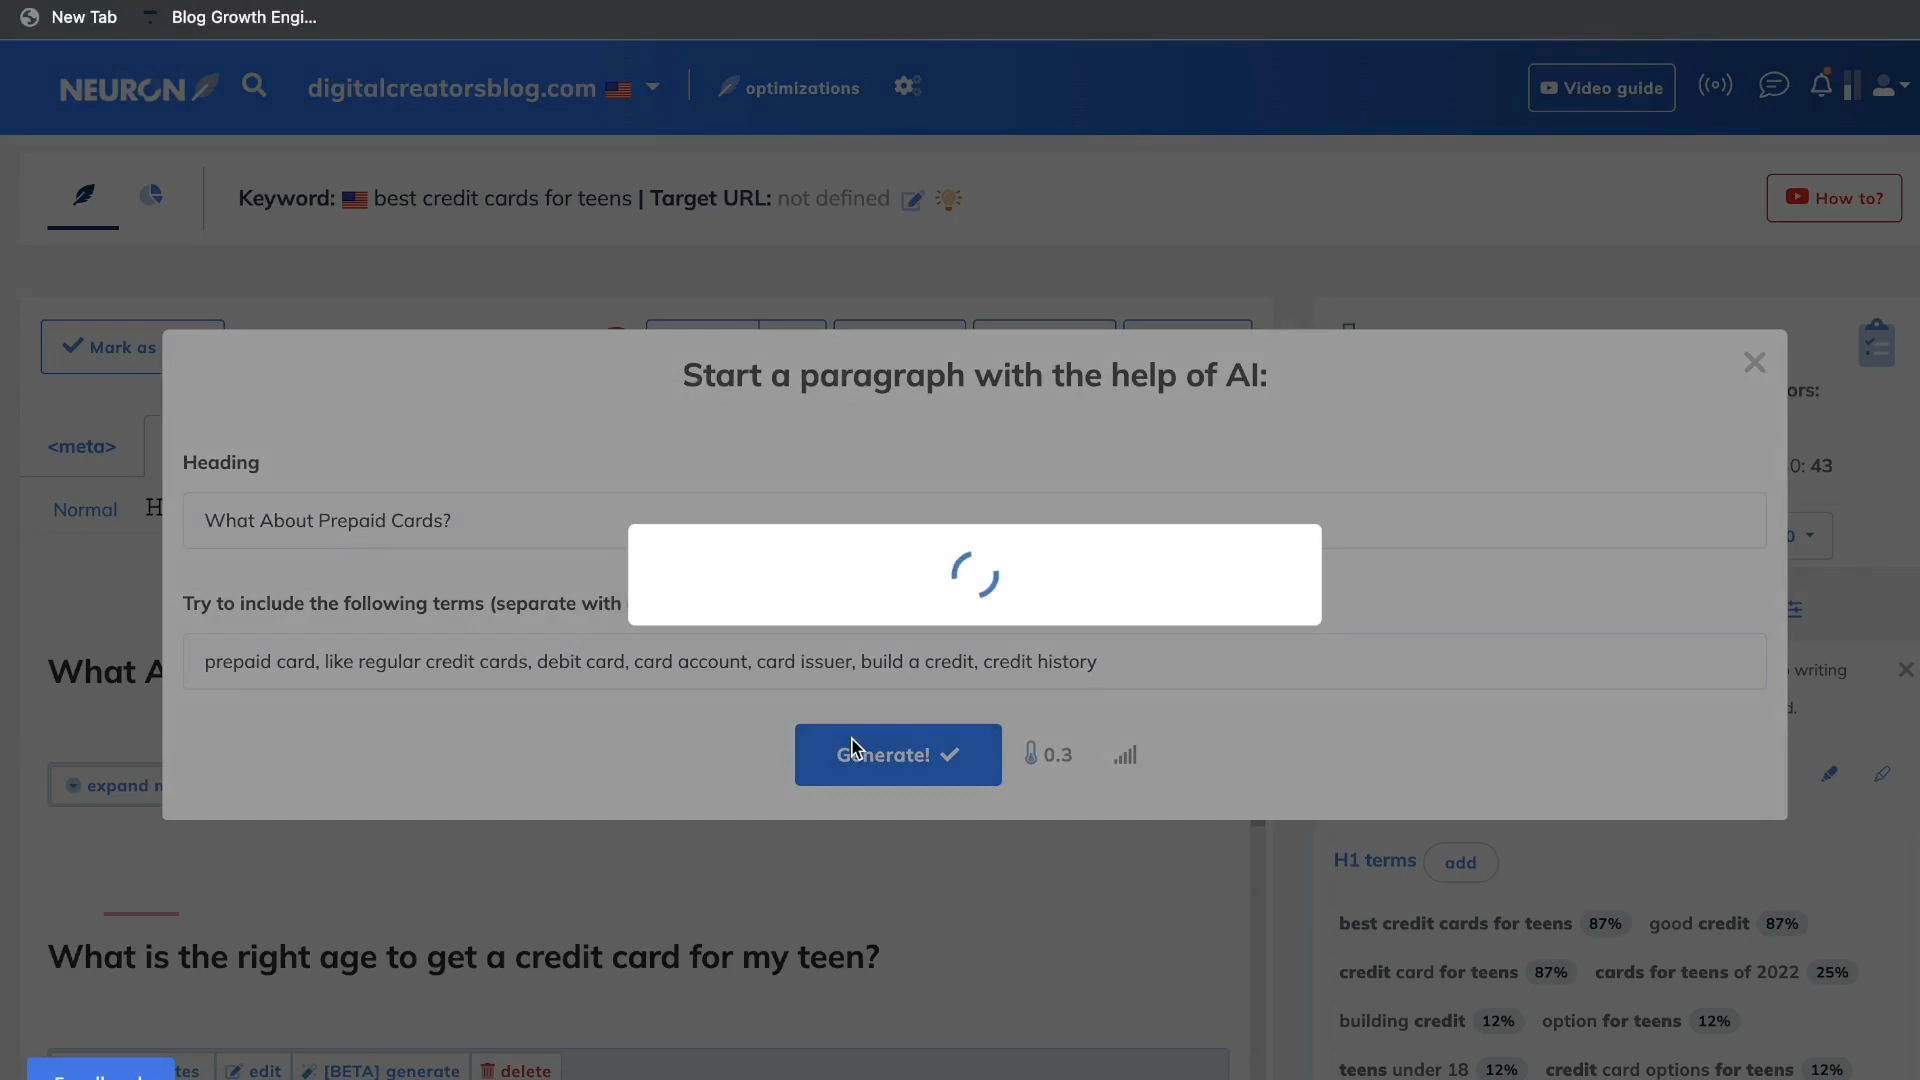 New Tab Blog Growth Engi...
NEURON digitalcreatorsblog.com optimizations Video guide
Keyword: best credit cards for teens | Target URL: not defined How to?
Mark as
Start a paragraph with the help of AI:
ors:
<meta>
Heading
0: 43
Normal H
What About Prepaid Cards?
Try to include the following terms (separate with
What A
prepaid card, like regular credit cards, debit card, card account, card issuer, build a credit, credit history
writing
d.
Generate! 0.3
expand
H1 terms add
best credit cards for teens 87% good credit 87%
What is the right age to get a credit card for my teen?
credit card for teens 87% cards for teens of 2022 25%
building credit 12% option for teens 12%
tes edit [BETA] generate delete
teens under 18 12% credit card options for teens 12%